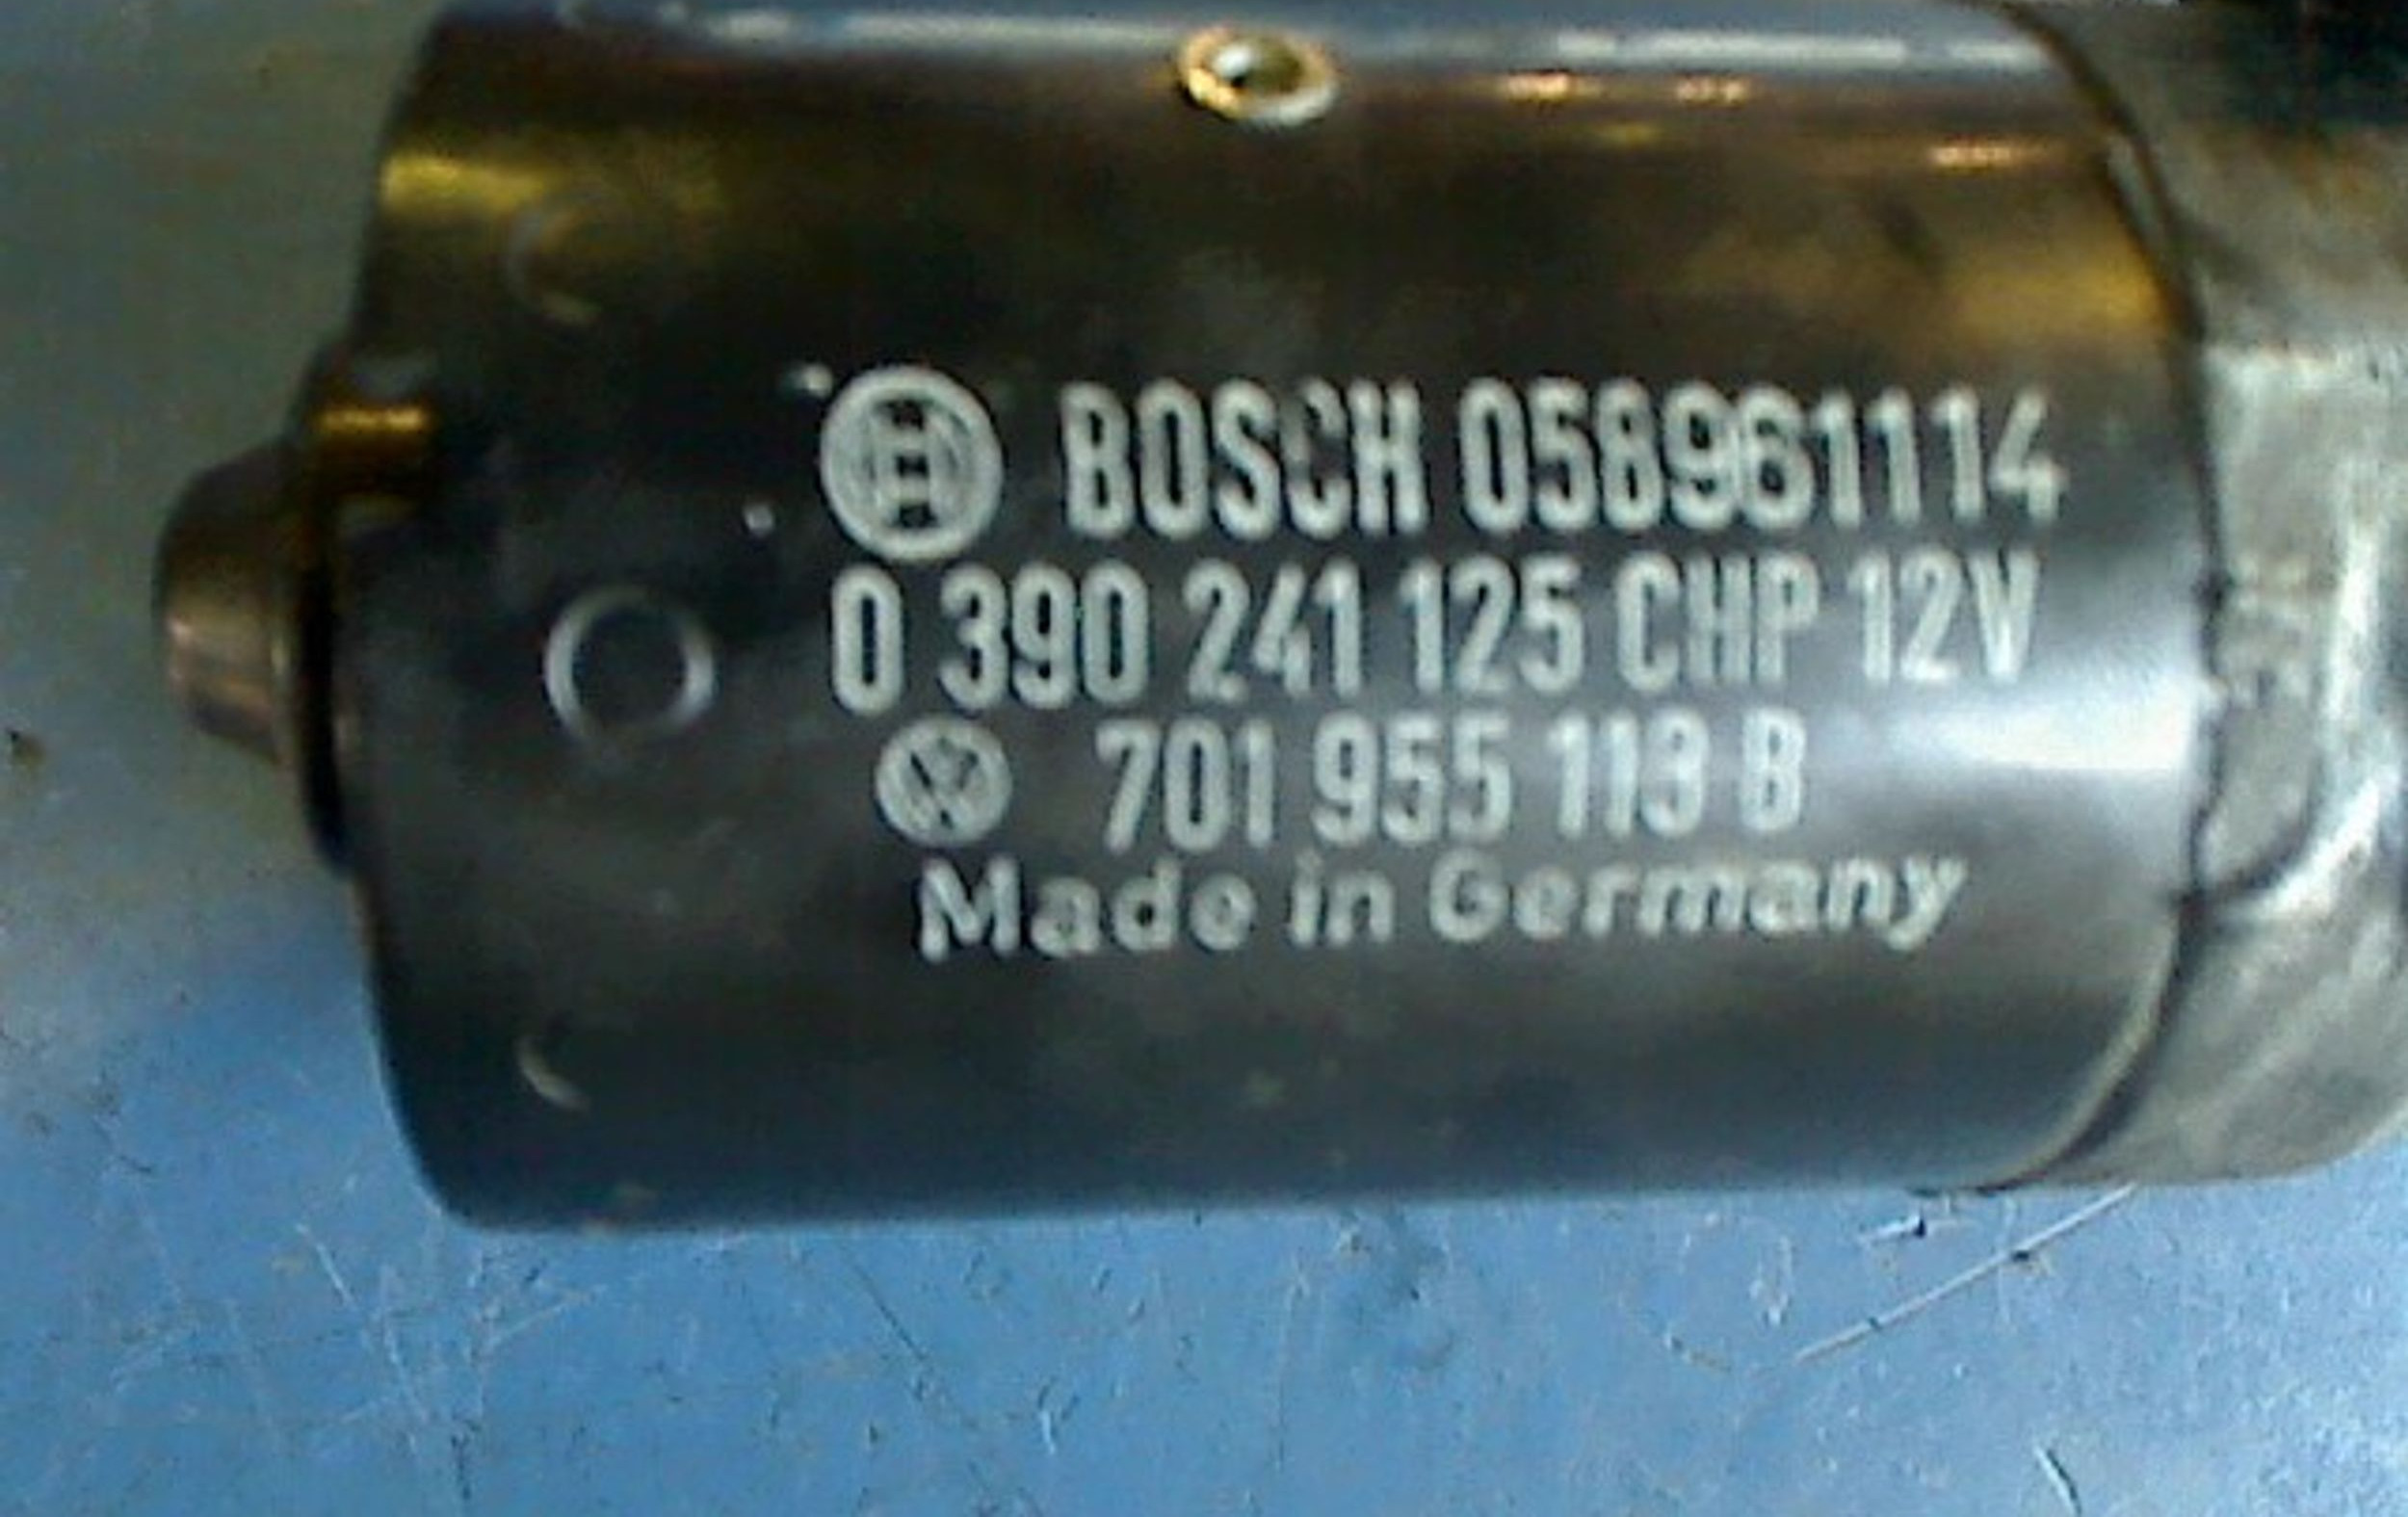 BOSCH 058961114
0 390 241 125 CHP 12V
701 955 113 B
Made in Germany